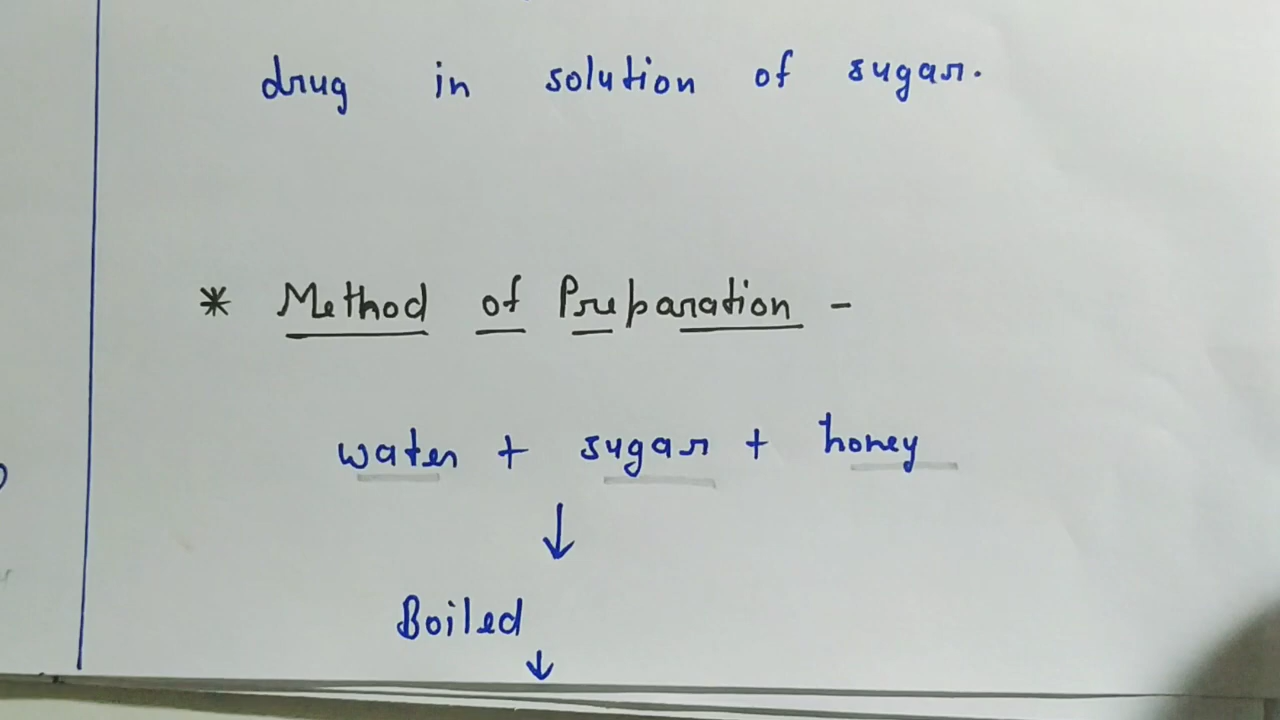 drug in solution of sugar.
* Method of Preparation -
water + sugar + honey
↓
Boiled
↓